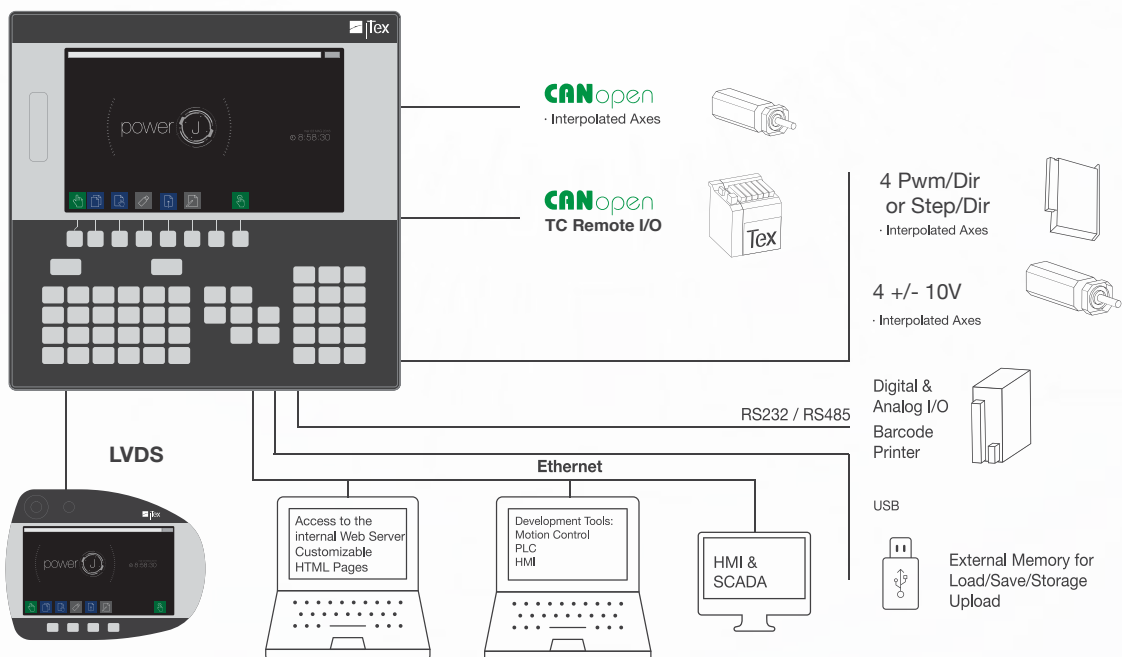 jTex
power J
8:58:30
CANopen
· Interpolated Axes
CANopen
TC Remote I/O
Tex
4 Pwm/Dir
or Step/Dir
· Interpolated Axes
4 +/- 10V
· Interpolated Axes
RS232 / RS485
Digital &
Analog I/O
Barcode
Printer
LVDS
Ethernet
jTex
power J
8:58:30
Access to the
internal Web Server
Customizable
HTML Pages
Development Tools:
Motion Control
PLC
HMI
HMI &
SCADA
USB
External Memory for
Load/Save/Storage
Upload